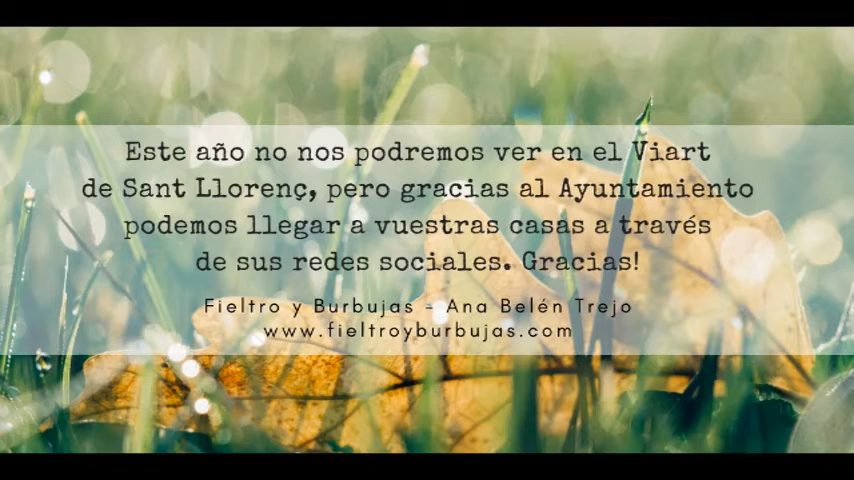 Este año no nos podremos ver en el Viart
de Sant Llorenç, pero gracias al Ayuntamiento
podemos llegar a vuestras casas a través
de sus redes sociales. Gracias!
Fieltro y Burbujas - Ana Belén Trejo
www.fieltroyburbujas.com